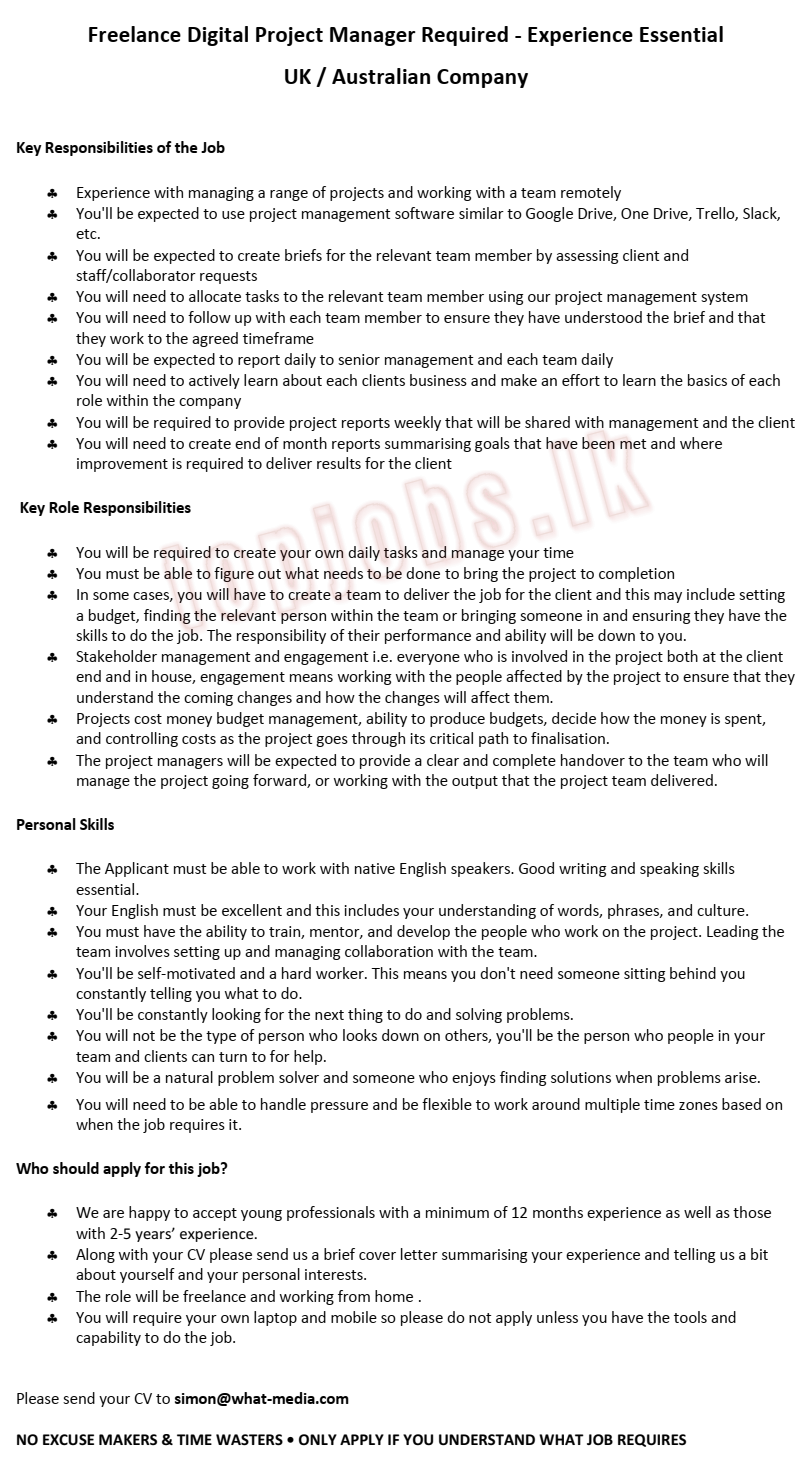 Freelance Digital Project Manager Required - Experience Essential
UK / Australian Company
Key Responsibilities of the Job
♣ Experience with managing a range of projects and working with a team remotely
♣ You'll be expected to use project management software similar to Google Drive, One Drive, Trello, Slack,
etc.
♣ You will be expected to create briefs for the relevant team member by assessing client and
staff/collaborator requests
♣ You will need to allocate tasks to the relevant team member using our project management system
♣ You will need to follow up with each team member to ensure they have understood the brief and that
they work to the agreed timeframe
♣ You will be expected to report daily to senior management and each team daily
♣ You will need to actively learn about each clients business and make an effort to learn the basics of each
role within the company
♣ You will be required to provide project reports weekly that will be shared with management and the client
♣ You will need to create end of month reports summarising goals that have been met and where
improvement is required to deliver results for the client
topjobs.lk
Key Role Responsibilities
♣ You will be required to create your own daily tasks and manage your time
♣ You must be able to figure out what needs to be done to bring the project to completion
♣ In some cases, you will have to create a team to deliver the job for the client and this may include setting
a budget, finding the relevant person within the team or bringing someone in and ensuring they have the
skills to do the job. The responsibility of their performance and ability will be down to you.
♣ Stakeholder management and engagement i.e. everyone who is involved in the project both at the client
end and in house, engagement means working with the people affected by the project to ensure that they
understand the coming changes and how the changes will affect them.
♣ Projects cost money budget management, ability to produce budgets, decide how the money is spent,
and controlling costs as the project goes through its critical path to finalisation.
♣ The project managers will be expected to provide a clear and complete handover to the team who will
manage the project going forward, or working with the output that the project team delivered.
Personal Skills
♣ The Applicant must be able to work with native English speakers. Good writing and speaking skills
essential.
♣ Your English must be excellent and this includes your understanding of words, phrases, and culture.
♣ You must have the ability to train, mentor, and develop the people who work on the project. Leading the
team involves setting up and managing collaboration with the team.
♣ You'll be self-motivated and a hard worker. This means you don't need someone sitting behind you
constantly telling you what to do.
♣ You'll be constantly looking for the next thing to do and solving problems.
♣ You will not be the type of person who looks down on others, you'll be the person who people in your
team and clients can turn to for help.
♣ You will be a natural problem solver and someone who enjoys finding solutions when problems arise.
♣ You will need to be able to handle pressure and be flexible to work around multiple time zones based on
when the job requires it.
Who should apply for this job?
♣ We are happy to accept young professionals with a minimum of 12 months experience as well as those
with 2-5 years’ experience.
♣ Along with your CV please send us a brief cover letter summarising your experience and telling us a bit
about yourself and your personal interests.
♣ The role will be freelance and working from home .
♣ You will require your own laptop and mobile so please do not apply unless you have the tools and
capability to do the job.
Please send your CV to simon@what-media.com
NO EXCUSE MAKERS & TIME WASTERS • ONLY APPLY IF YOU UNDERSTAND WHAT JOB REQUIRES